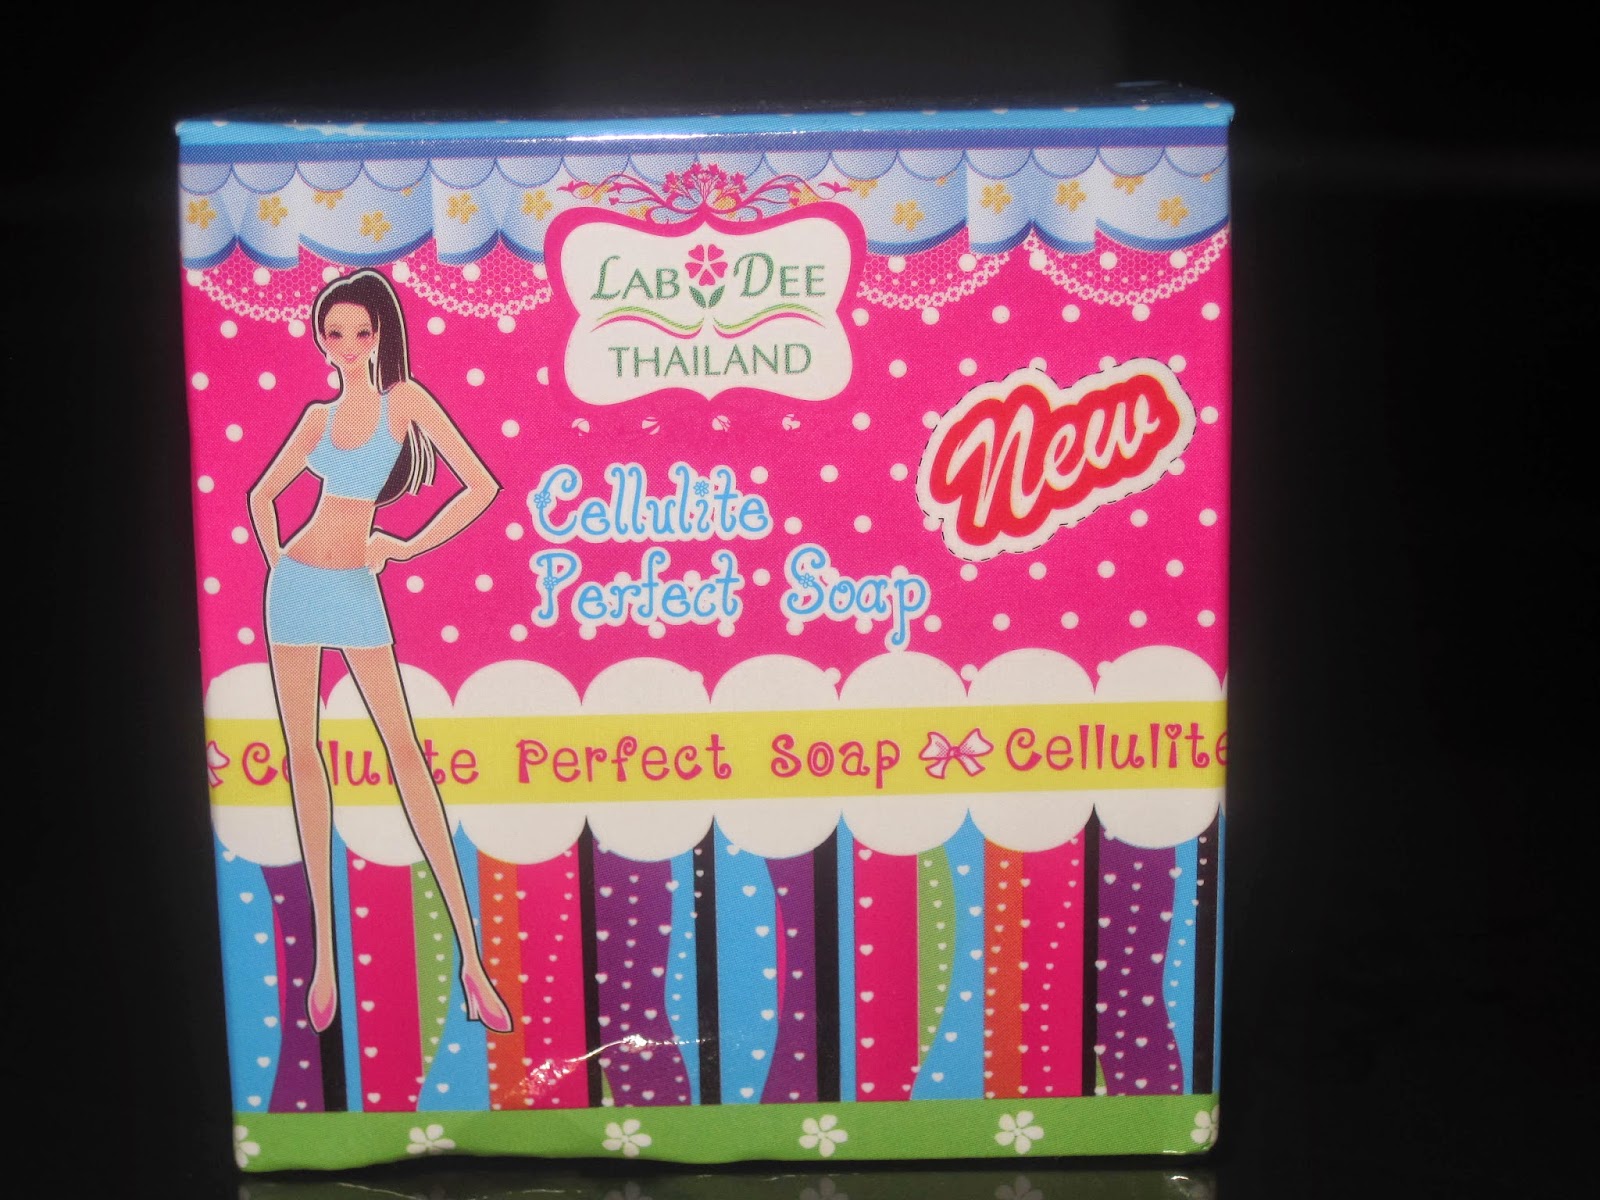 LAB DEE
THAILAND
New
Cellulite
Perfect Soap
Cellulite Perfect Soap Cellulite